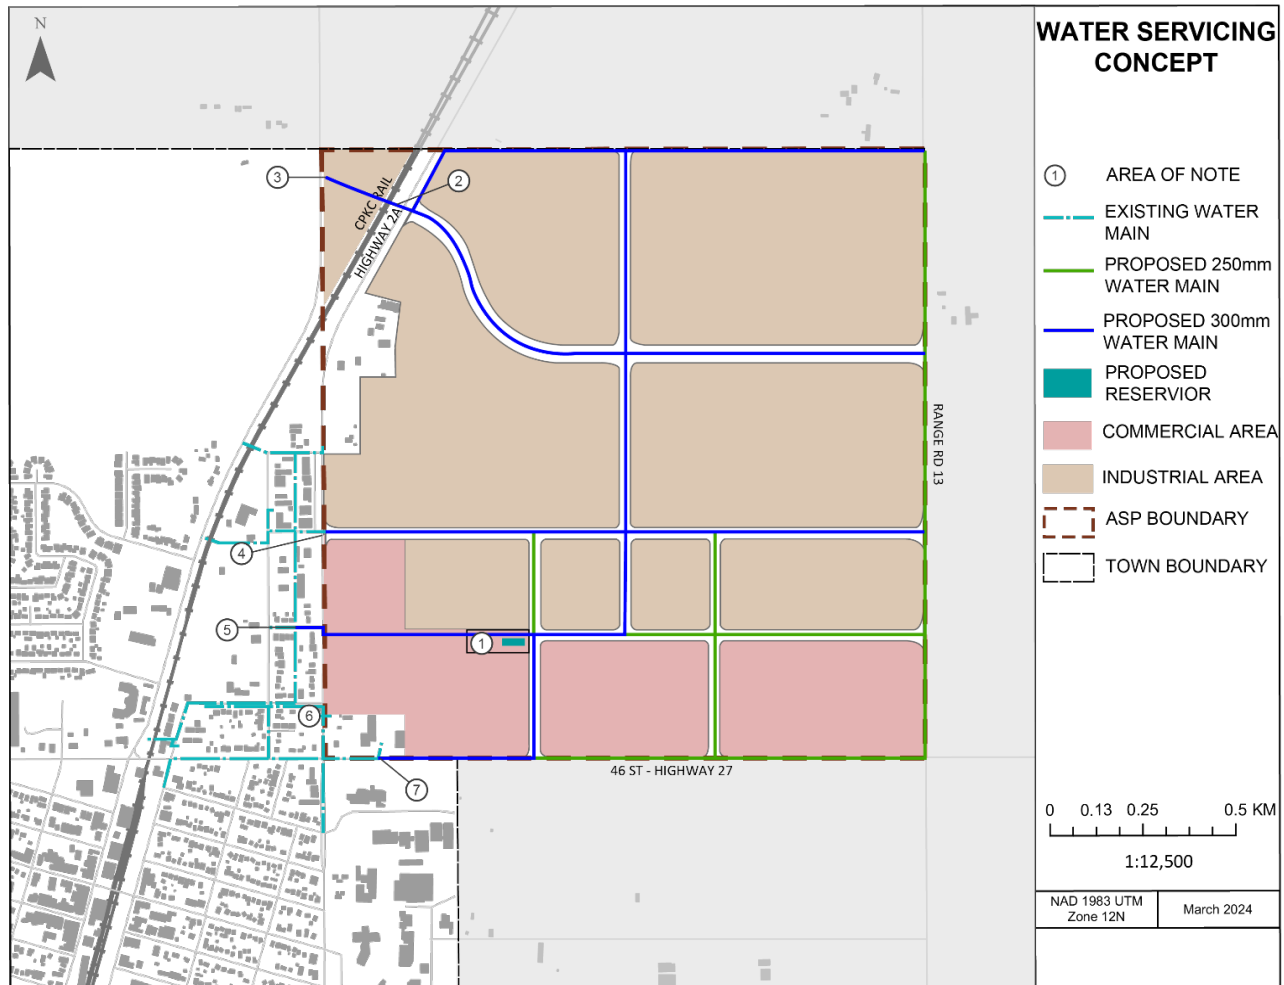 WATER SERVICING
CONCEPT
N
1 AREA OF NOTE
EXISTING WATER
MAIN
PROPOSED 250mm
WATER MAIN
PROPOSED 300mm
WATER MAIN
PROPOSED
RESERVIOR
COMMERCIAL AREA
INDUSTRIAL AREA
ASP BOUNDARY
TOWN BOUNDARY
3
2
CPKC RAIL
HIGHWAY 2A
RANGE RD 13
4
5
1
6
7
46 ST - HIGHWAY 27
0 0.13 0.25 0.5 KM
1:12,500
NAD 1983 UTM
Zone 12N
March 2024